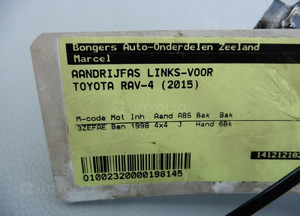 Bongers Auto-Onderdelen Zeeland
Marcel
AANDRIJFAS LINKS-VOOR
TOYOTA RAV-4 (2015)
M-code Mot Inh Aand ABS Bak Bak
3ZEFAE Ben 1998 4x4 J Hand 6Bk
14121210
01002320000198145